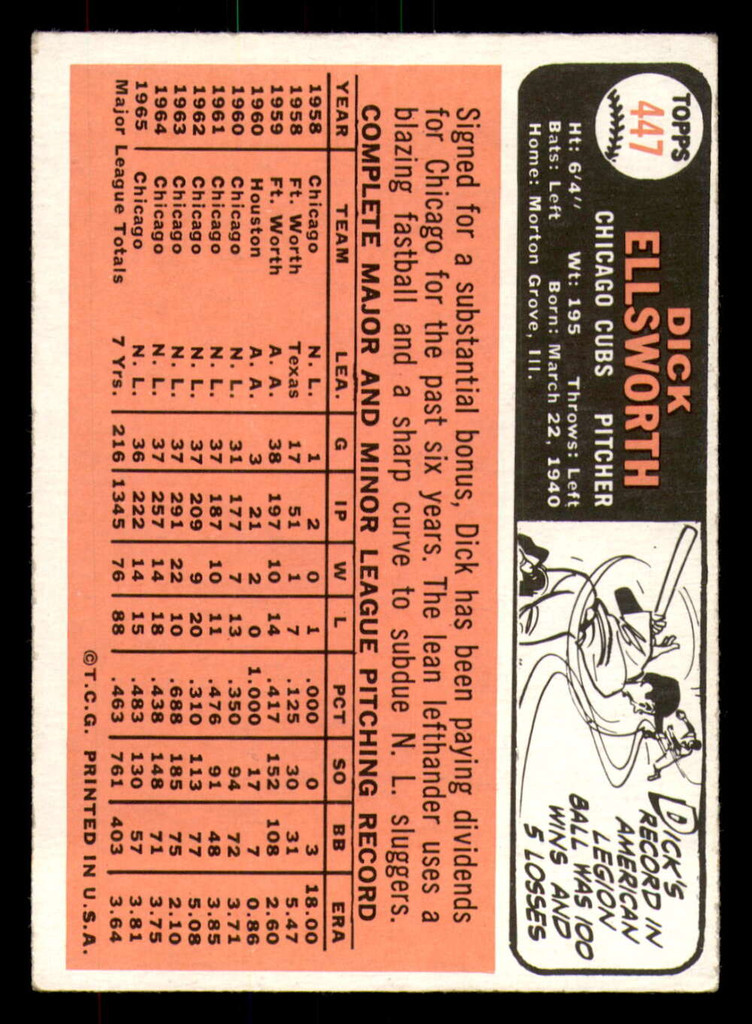 TOPPS
447
DICK
ELLSWORTH
CHICAGO CUBS PITCHER
Ht: 6'4" Wt: 195 Throws: Left
Bats: Left Born: March 22, 1940
Home: Morton Grove, Ill.
DICK'S
RECORD IN
AMERICAN
LEGION
BALL WAS 100
WINS AND
5 LOSSES
Signed for a substantial bonus, Dick has been paying dividends
for Chicago for the past six years. The lean lefthander uses a
blazing fastball and a sharp curve to subdue N. L. sluggers.
COMPLETE MAJOR AND MINOR LEAGUE PITCHING RECORD
YEAR TEAM LEA. G IP W L PCT SO BB ERA
1958 Chicago N. L. 1 2 0 1 .000 0 3 18.00
1958 Ft. Worth Texas 17 51 1 7 .125 30 31 5.47
1959 Ft. Worth A. A. 38 197 10 14 .417 152 108 2.60
1960 Houston A. A. 3 21 2 0 1.000 17 7 0.86
1960 Chicago N. L. 31 177 7 13 .350 94 72 3.71
1961 Chicago N. L. 37 187 10 11 .476 91 48 3.85
1962 Chicago N. L. 37 209 9 20 .310 113 77 5.08
1963 Chicago N. L. 37 291 22 10 .688 185 75 2.10
1964 Chicago N. L. 37 257 14 18 .438 148 71 3.75
1965 Chicago N. L. 36 222 14 15 .483 130 57 3.81
Major League Totals 7 Yrs. 216 1345 76 88 .463 761 403 3.64
©T.C.G. PRINTED IN U.S.A.